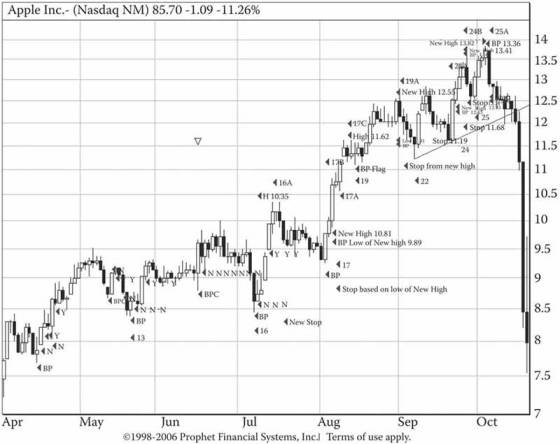 Apple Inc.- (Nasdaq NM) 85.70 -1.09 -11.26%
24B
25A
New High 13.82
BP 13.36
13.41
14
13.5
13
12.5
12
11.5
11
10.5
10
9.5
9
8.5
8
7.5
7
19A
New High 12.55
17C
High 11.62
Stop
25
Stop 11.68
Stop 11.19
24
17B
BP Flag
Stop from new high
19
22
16A
17A
H 10.35
New High 10.81
BP Low of New high 9.89
Y Y Y
17
N N N N N N N
Y Y Y
BP
BPC
Stop based on low of New High
BPC
N N N
N N N
Y
BP
BP
New Stop
Y
13
16
N
N
BP
Apr May Jun Jul Aug Sep Oct
©1998-2006 Prophet Financial Systems, Inc.| Terms of use apply.